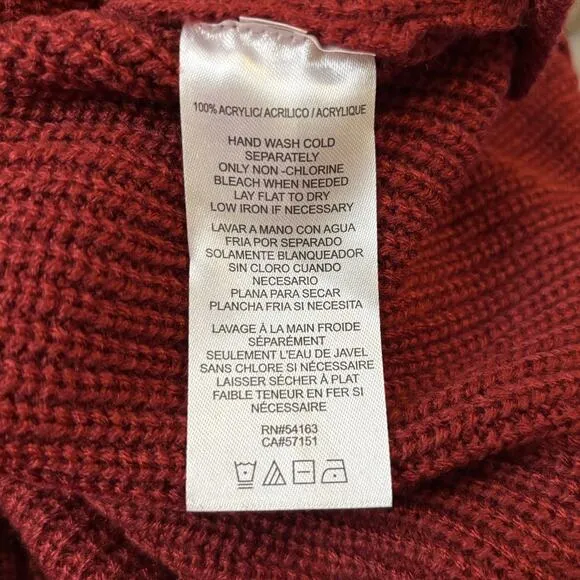 100% ACRYLIC/ ACRILICO / ACRYLIQUE
HAND WASH COLD
SEPARATELY
ONLY NON -CHLORINE
BLEACH WHEN NEEDED
LAY FLAT TO DRY
LOW IRON IF NECESSARY
LAVAR A MANO CON AGUA
FRIA POR SEPARADO
SOLAMENTE BLANQUEADOR
SIN CLORO CUANDO
NECESARIO
PLANA PARA SECAR
PLANCHA FRIA SI NECESITA
LAVAGE À LA MAIN FROIDE
SÉPARÉMENT
SEULEMENT L'EAU DE JAVEL
SANS CHLORE SI NÉCESSAIRE
LAISSER SÉCHER À PLAT
FAIBLE TENEUR EN FER SI
NÉCESSAIRE
RN#54163
CA#57151